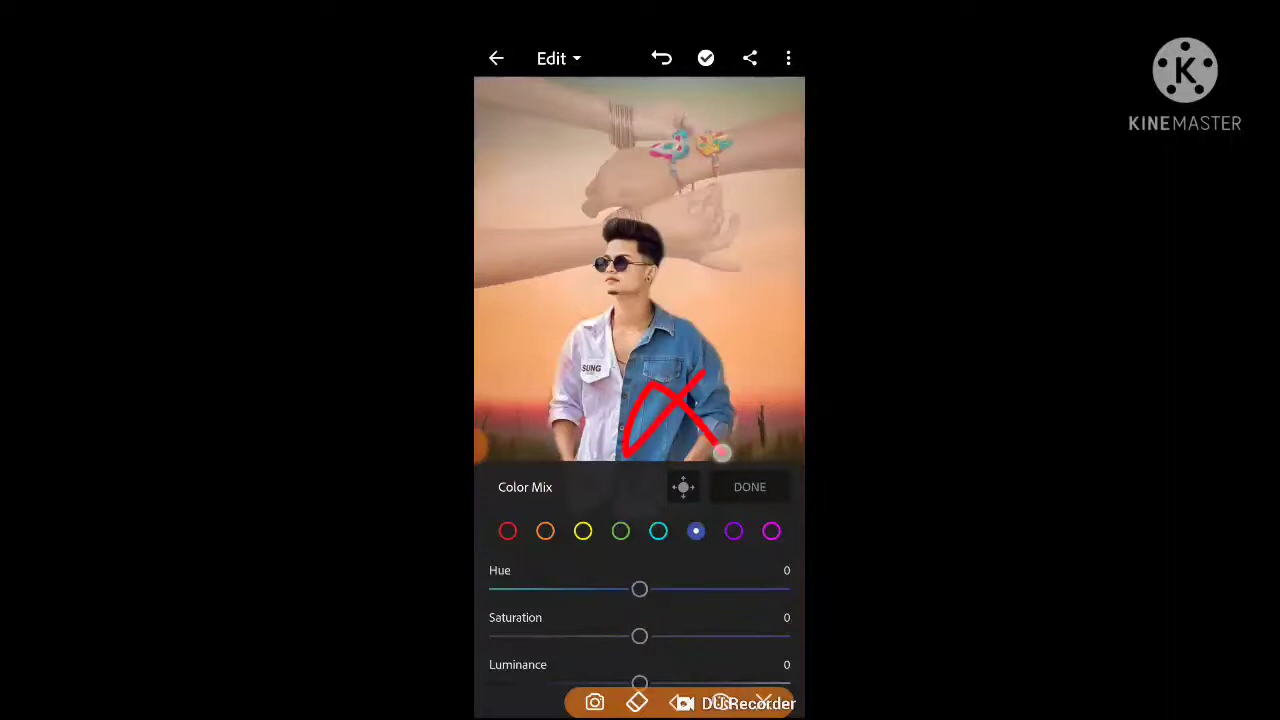 Edit
K
KINEMASTER
SUNG
Color Mix
DONE
Hue 0
Saturation 0
Luminance 0
DU Recorder